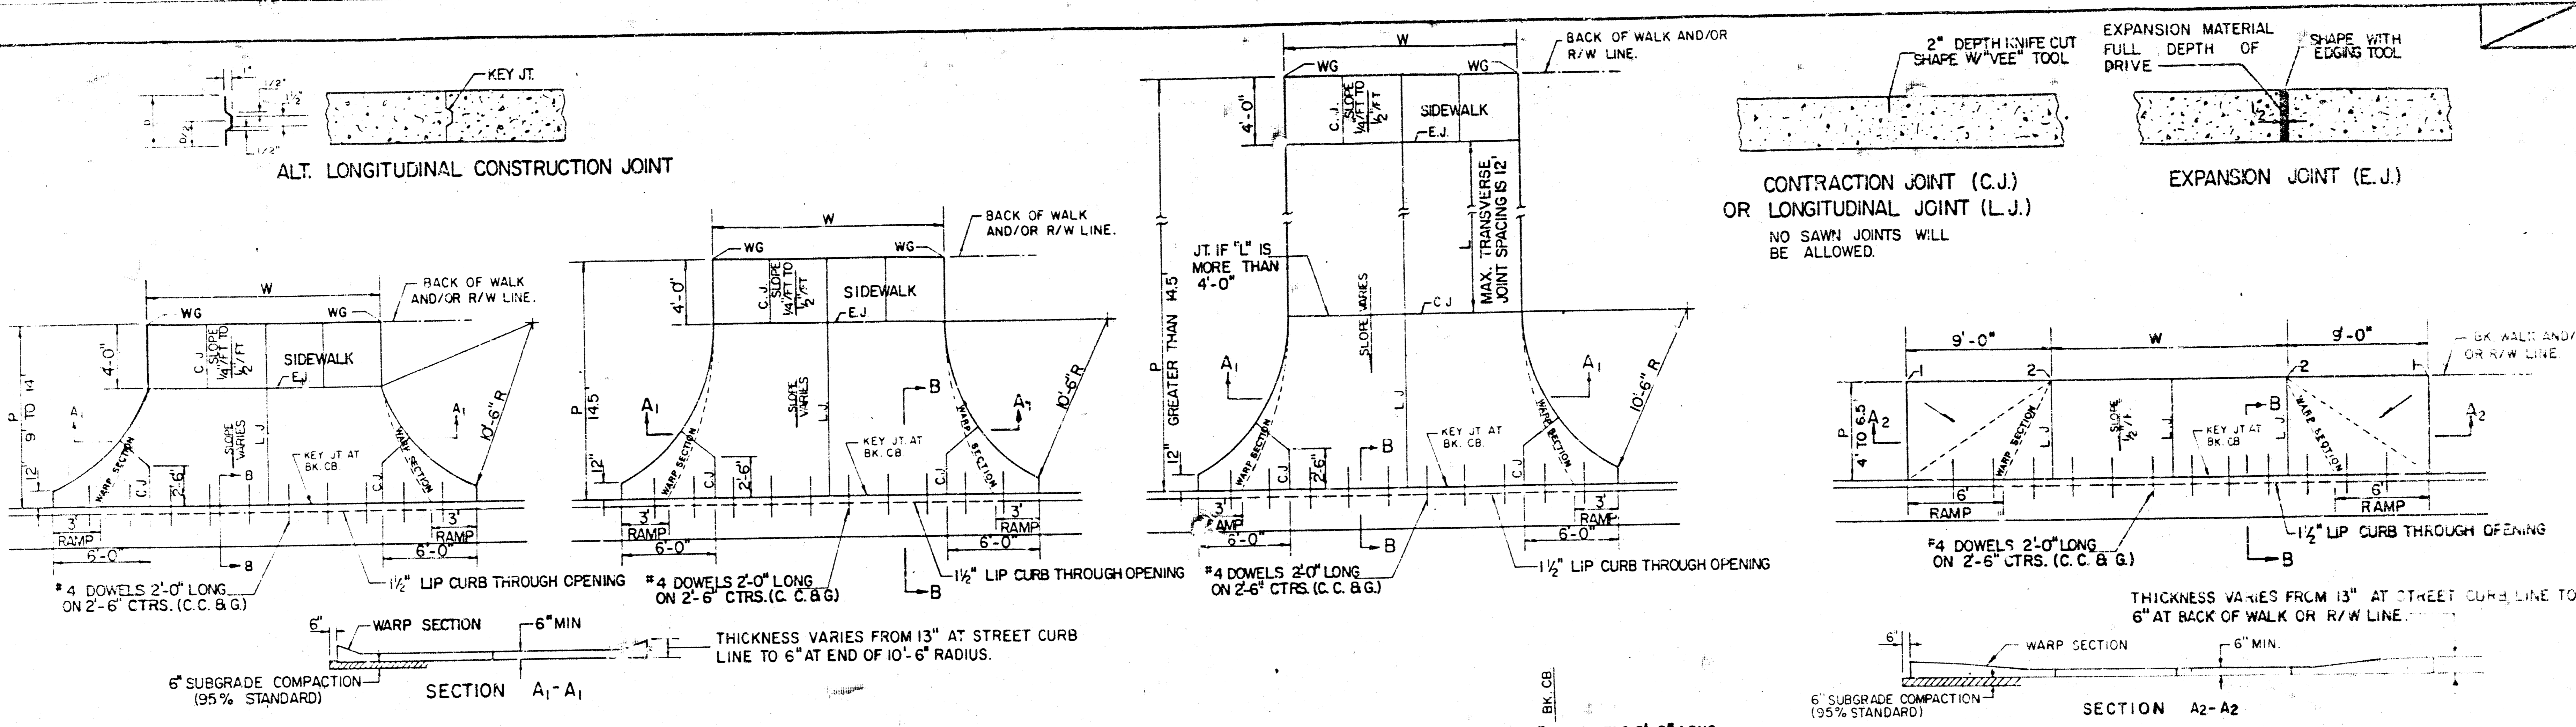 1"
1/2"
1½"
D
D/2
1/2"
KEY JT.
ALT. LONGITUDINAL CONSTRUCTION JOINT
W
BACK OF WALK
AND/OR R/W LINE.
WG
WG
4'-0"
C.J.
SLOPE
¼"/FT TO
½"/FT
SIDEWALK
E.J.
P
9' TO 14'
12"
A1
A1
10'-6" R
SLOPE
VARIES
L J
WARP SECTION
WARP SECTION
C.J.
C.J.
2'-6"
B
KEY JT AT
BK. CB.
3'
RAMP
6'-0"
3'
RAMP
6'-0"
B
#4 DOWELS 2'-0" LONG
ON 2'-6" CTRS. (C. C. & G.)
1½" LIP CURB THROUGH OPENING
W
BACK OF WALK
AND/OR R/W LINE.
WG
WG
4'-0"
C.J.
SLOPE
¼"/FT TO
½"/FT
SIDEWALK
E.J.
P
14.5'
12"
A1
A1
10'-6" R
SLOPE
VARIES
L J
B
WARP SECTION
WARP SECTION
C.J.
C.J.
2'-6"
KEY JT AT
BK. CB
3'
RAMP
6'-0"
3'
RAMP
6'-0"
B
#4 DOWELS 2'-0" LONG
ON 2'-6" CTRS. (C. C. & G)
1½" LIP CURB THROUGH OPENING
W
BACK OF WALK AND/OR
R/W LINE.
WG
WG
4'-0"
C.J.
SLOPE
¼"/FT TO
½"/FT
SIDEWALK
E.J.
P
GREATER THAN 14.5'
12"
JT. IF "L" IS
MORE THAN
4'-0"
L
MAX. TRANSVERSE
JOINT SPACING IS 12'
C J
SLOPE VARIES
L J
A1
A1
10'-6" R
WARP SECTION
WARP SECTION
C.J
C.J
2'-6"
B
KEY JT AT
BK. CB
3'
6'-0"
3'
RAMP
6'-0"
B
#4 DOWELS 2'-0" LONG
ON 2'-6" CTRS. (C. C. & G.)
1½" LIP CURB THROUGH OPENING
2" DEPTH KNIFE CUT
SHAPE W/"VEE" TOOL
CONTRACTION JOINT (C.J.)
OR LONGITUDINAL JOINT (L.J.)
NO SAWN JOINTS WILL
BE ALLOWED.
EXPANSION MATERIAL
FULL DEPTH OF
DRIVE
SHAPE WITH
EDGING TOOL
EXPANSION JOINT (E.J.)
9'-0"
W
9'-0"
BK. WALK AND/
OR R/W LINE.
1
2
2
1
P
4' TO 6.5'
A2
A2
WARP SECTION
WARP SECTION
L J
SLOPE
½"/ft.
L.J
L.J
B
KEY JT AT
BK. CB
6'
RAMP
6'
RAMP
B
#4 DOWELS 2'-0" LONG
ON 2'-6" CTRS. (C. C. & G.)
1½" LIP CURB THROUGH OPENING
6"
WARP SECTION
6" MIN
THICKNESS VARIES FROM 13" AT STREET CURB
LINE TO 6" AT END OF 10'-6" RADIUS.
6" SUBGRADE COMPACTION
(95% STANDARD)
SECTION A1-A1
BK. CB
THICKNESS VARIES FROM 13" AT STREET CURB LINE TO
6" AT BACK OF WALK OR R/W LINE.
6"
WARP SECTION
6" MIN.
6" SUBGRADE COMPACTION
(95% STANDARD)
SECTION A2-A2